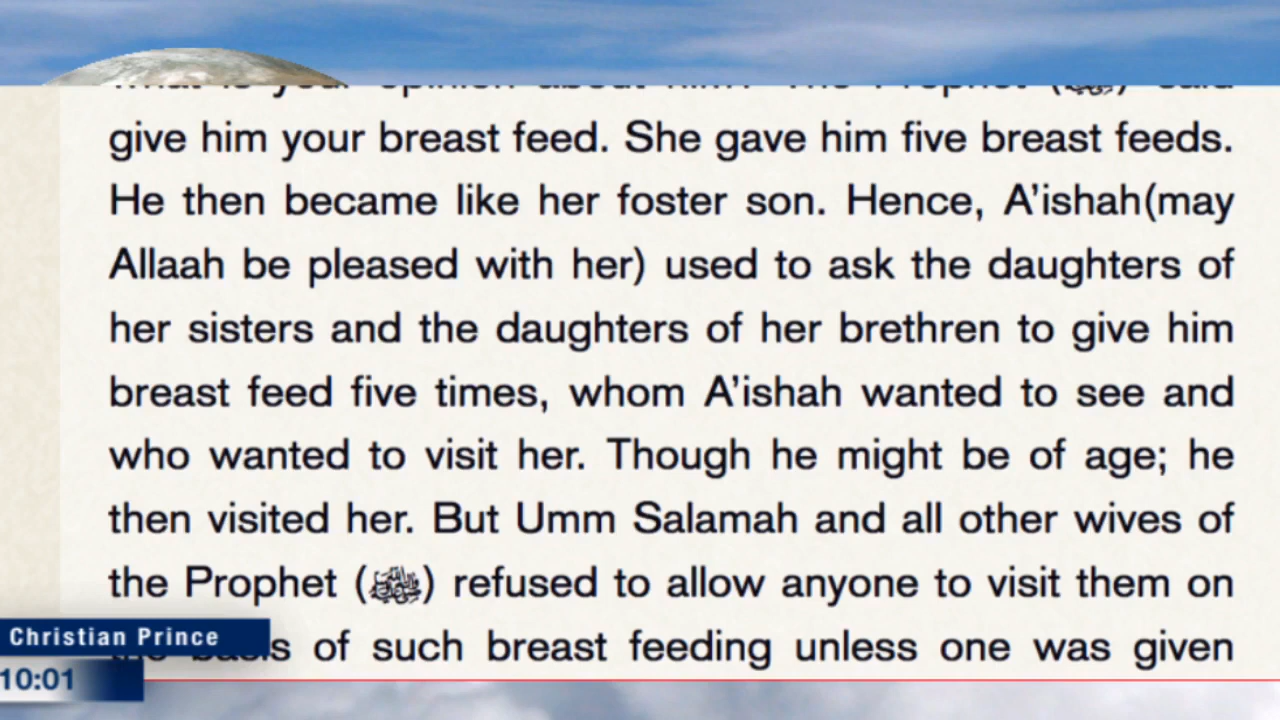 give him your breast feed. She gave him five breast feeds.
He then became like her foster son. Hence, A’ishah(may
Allaah be pleased with her) used to ask the daughters of
her sisters and the daughters of her brethren to give him
breast feed five times, whom A’ishah wanted to see and
who wanted to visit her. Though he might be of age; he
then visited her. But Umm Salamah and all other wives of
the Prophet (ﷺ) refused to allow anyone to visit them on
of such breast feeding unless one was given
Christian Prince
10:01